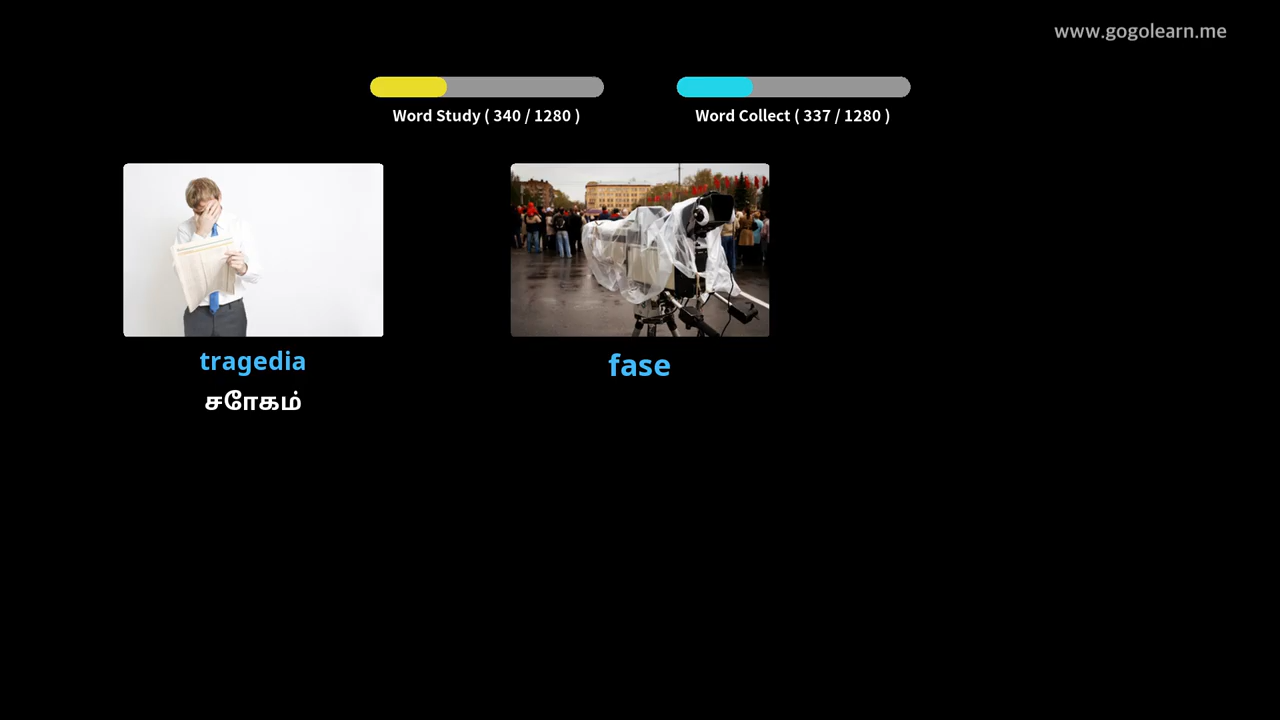 www.gogolearn.me
Word Study ( 340 / 1280 )
Word Collect ( 337 / 1280 )
tragedia
சோகம்
fase